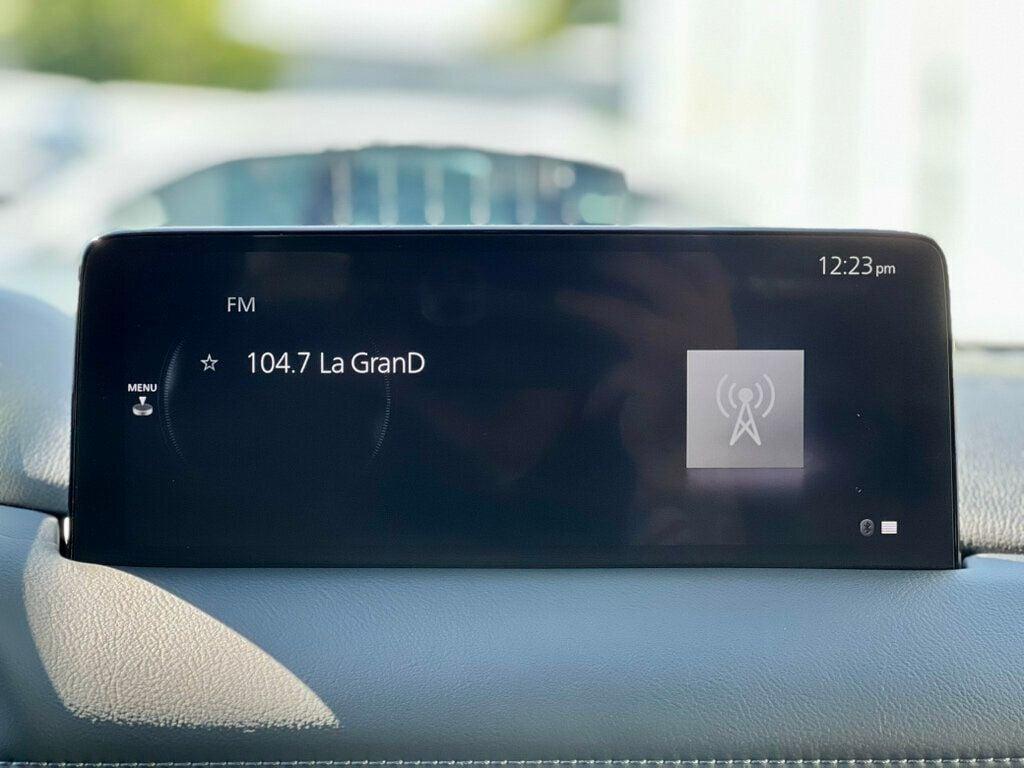 12:23pm
FM
☆ 104.7 La GranD
MENU